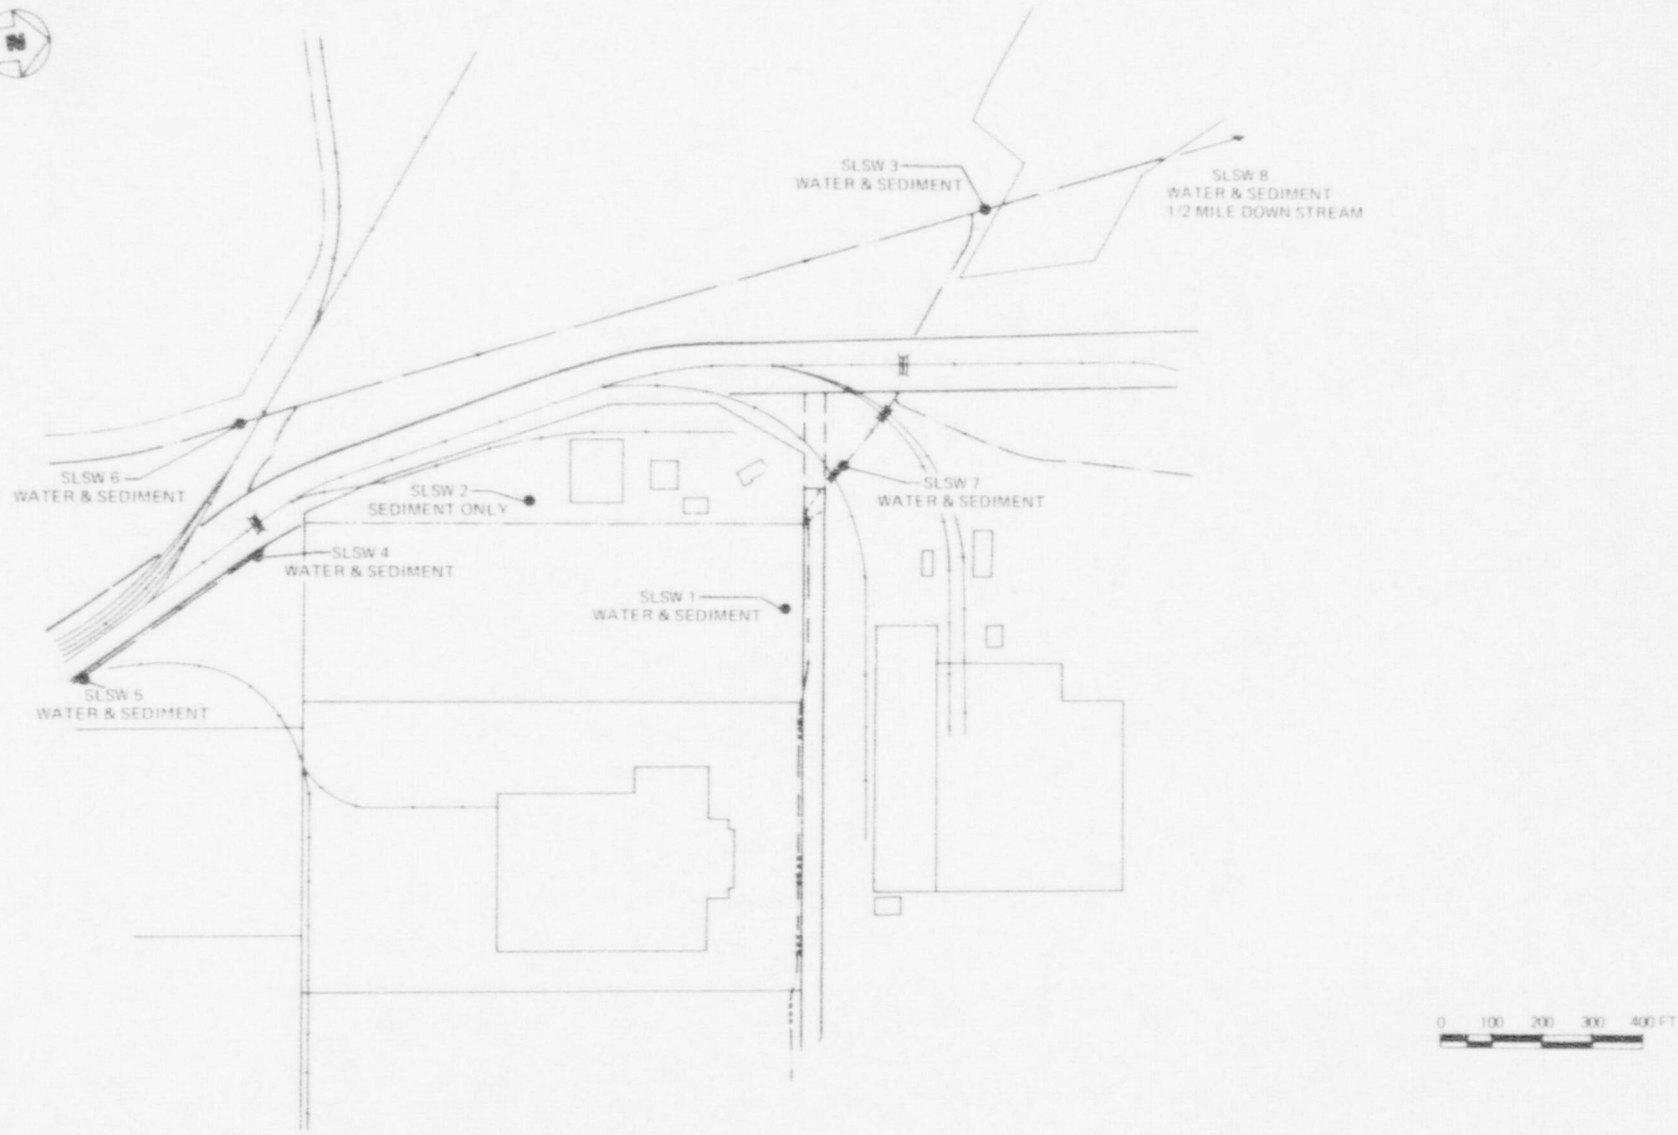 N
SLSW 3
WATER & SEDIMENT
SLSW 8
WATER & SEDIMENT
1/2 MILE DOWN STREAM
SLSW 6
WATER & SEDIMENT
SLSW 2
SEDIMENT ONLY
SLSW 7
WATER & SEDIMENT
SLSW 4
WATER & SEDIMENT
SLSW 1
WATER & SEDIMENT
SLSW 5
WATER & SEDIMENT
0 100 200 300 400 FT